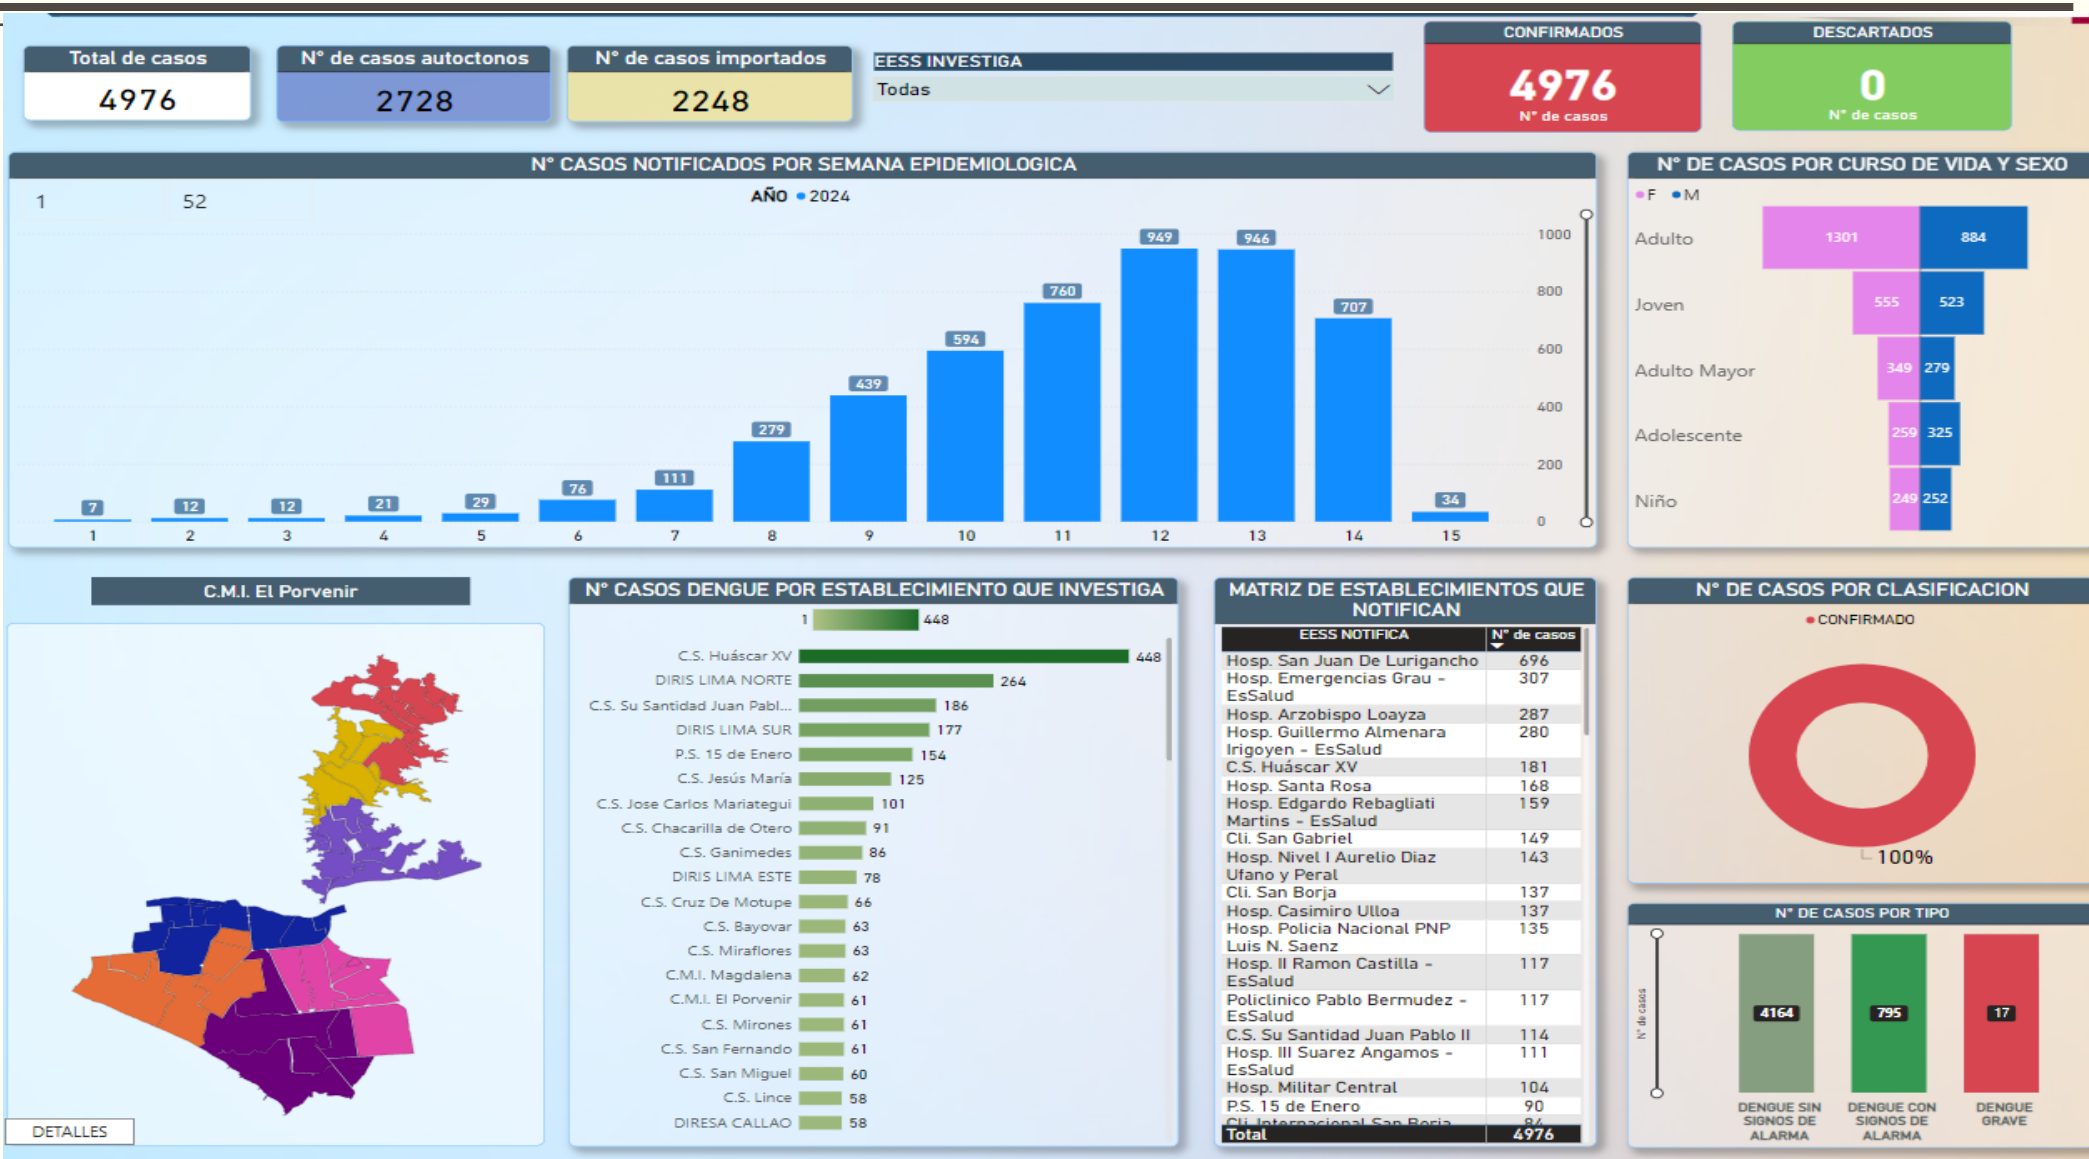 Total de casos
4976
N° de casos autoctonos
2728
N° de casos importados
2248
EESS INVESTIGA
Todas
CONFIRMADOS
4976
N° de casos
DESCARTADOS
0
N° de casos
N° CASOS NOTIFICADOS POR SEMANA EPIDEMIOLOGICA
1 52
AÑO 2024
1000
800
600
400
200
0
7
12
12
21
29
76
111
279
439
594
760
949
946
707
34
1 2 3 4 5 6 7 8 9 10 11 12 13 14 15
N° DE CASOS POR CURSO DE VIDA Y SEXO
F M
Adulto 1301 884
Joven 555 523
Adulto Mayor 349 279
Adolescente 259 325
Niño 249 252
C.M.I. El Porvenir
DETALLES
N° CASOS DENGUE POR ESTABLECIMIENTO QUE INVESTIGA
1 448
C.S. Huáscar XV 448
DIRIS LIMA NORTE 264
C.S. Su Santidad Juan Pabl... 186
DIRIS LIMA SUR 177
P.S. 15 de Enero 154
C.S. Jesús María 125
C.S. Jose Carlos Mariategui 101
C.S. Chacarilla de Otero 91
C.S. Ganimedes 86
DIRIS LIMA ESTE 78
C.S. Cruz De Motupe 66
C.S. Bayovar 63
C.S. Miraflores 63
C.M.I. Magdalena 62
C.M.I. El Porvenir 61
C.S. Mirones 61
C.S. San Fernando 61
C.S. San Miguel 60
C.S. Lince 58
DIRESA CALLAO 58
MATRIZ DE ESTABLECIMIENTOS QUE
NOTIFICAN
EESS NOTIFICA N° de casos
Hosp. San Juan De Lurigancho 696
Hosp. Emergencias Grau - 307
EsSalud
Hosp. Arzobispo Loayza 287
Hosp. Guillermo Almenara 280
Irigoyen - EsSalud
C.S. Huáscar XV 181
Hosp. Santa Rosa 168
Hosp. Edgardo Rebagliati 159
Martins - EsSalud
Cli. San Gabriel 149
Hosp. Nivel I Aurelio Diaz 143
Ufano y Peral
Cli. San Borja 137
Hosp. Casimiro Ulloa 137
Hosp. Policia Nacional PNP 135
Luis N. Saenz
Hosp. II Ramon Castilla - 117
EsSalud
Policlinico Pablo Bermudez - 117
EsSalud
C.S. Su Santidad Juan Pablo II 114
Hosp. III Suarez Angamos - 111
EsSalud
Hosp. Militar Central 104
P.S. 15 de Enero 90
Cli. Internacional San Borja 84
Total 4976
N° DE CASOS POR CLASIFICACION
CONFIRMADO
100%
N° DE CASOS POR TIPO
N° de casos
4164
795
17
DENGUE SIN
SIGNOS DE
ALARMA
DENGUE CON
SIGNOS DE
ALARMA
DENGUE
GRAVE